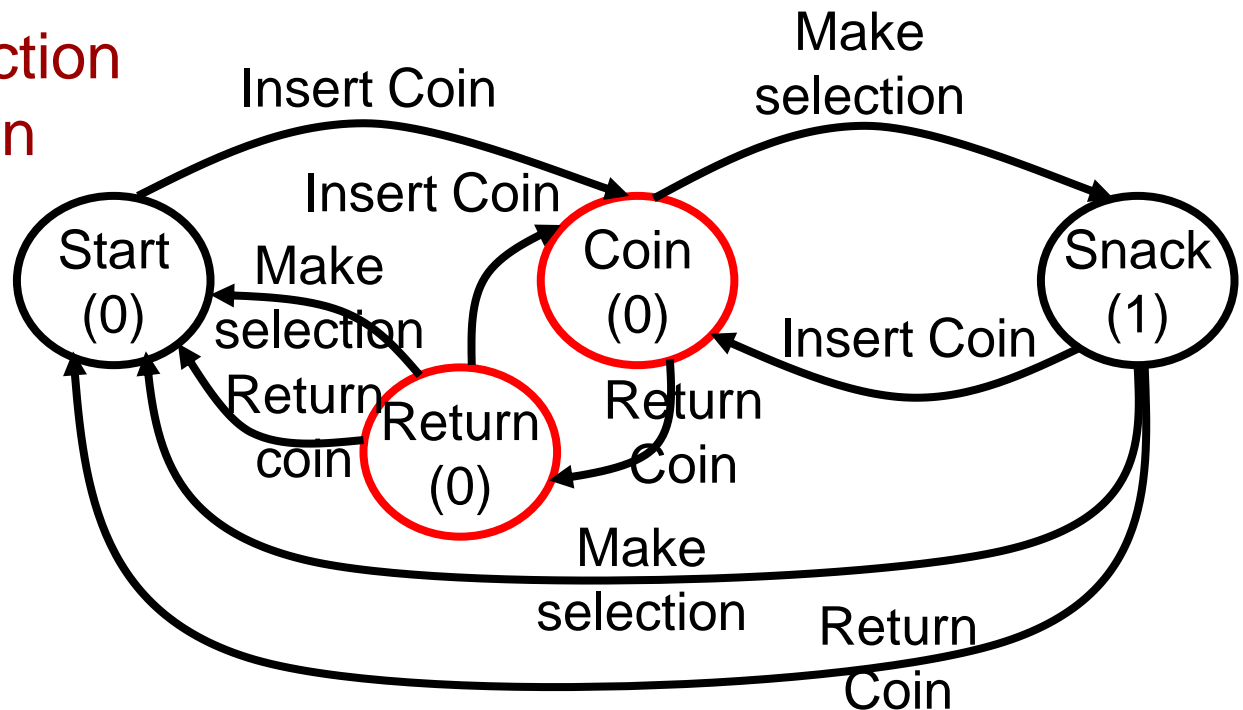 Make
selection
Insert Coin
Insert Coin
Start
(0)
Make
selection
Coin
(0)
Snack
(1)
Insert Coin
Return
coin
Return
(0)
Return
Coin
Make
selection
Return
Coin